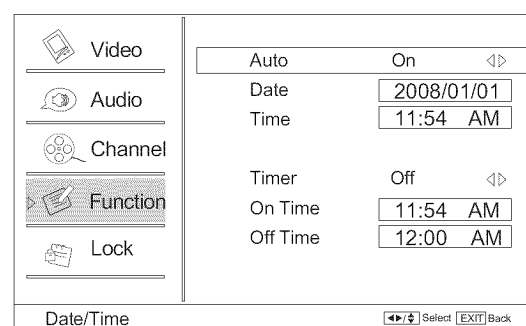 Video
Audio
Channel
Function
Lock
Auto On
Date 2008/01/01
Time 11:54 AM
Timer Off
On Time 11:54 AM
Off Time 12:00 AM
Date/Time
Select EXIT Back